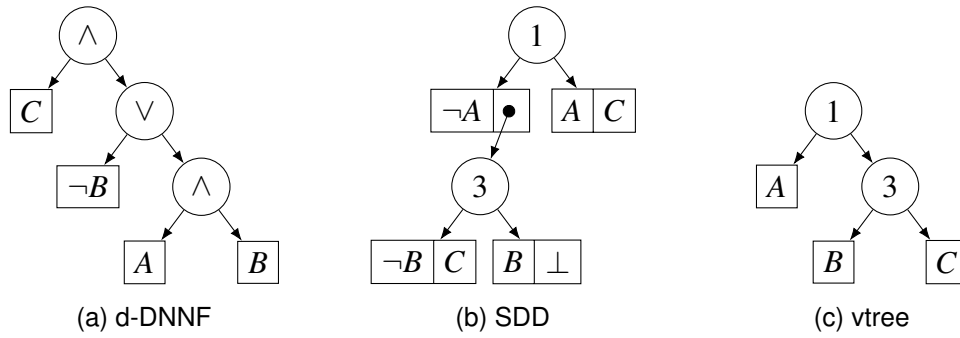 ∧
1
C
∨
¬A
A C
1
¬B
∧
3
A
3
A
B
¬B C
B ⊥
B
C
(a) d-DNNF
(b) SDD
(c) vtree